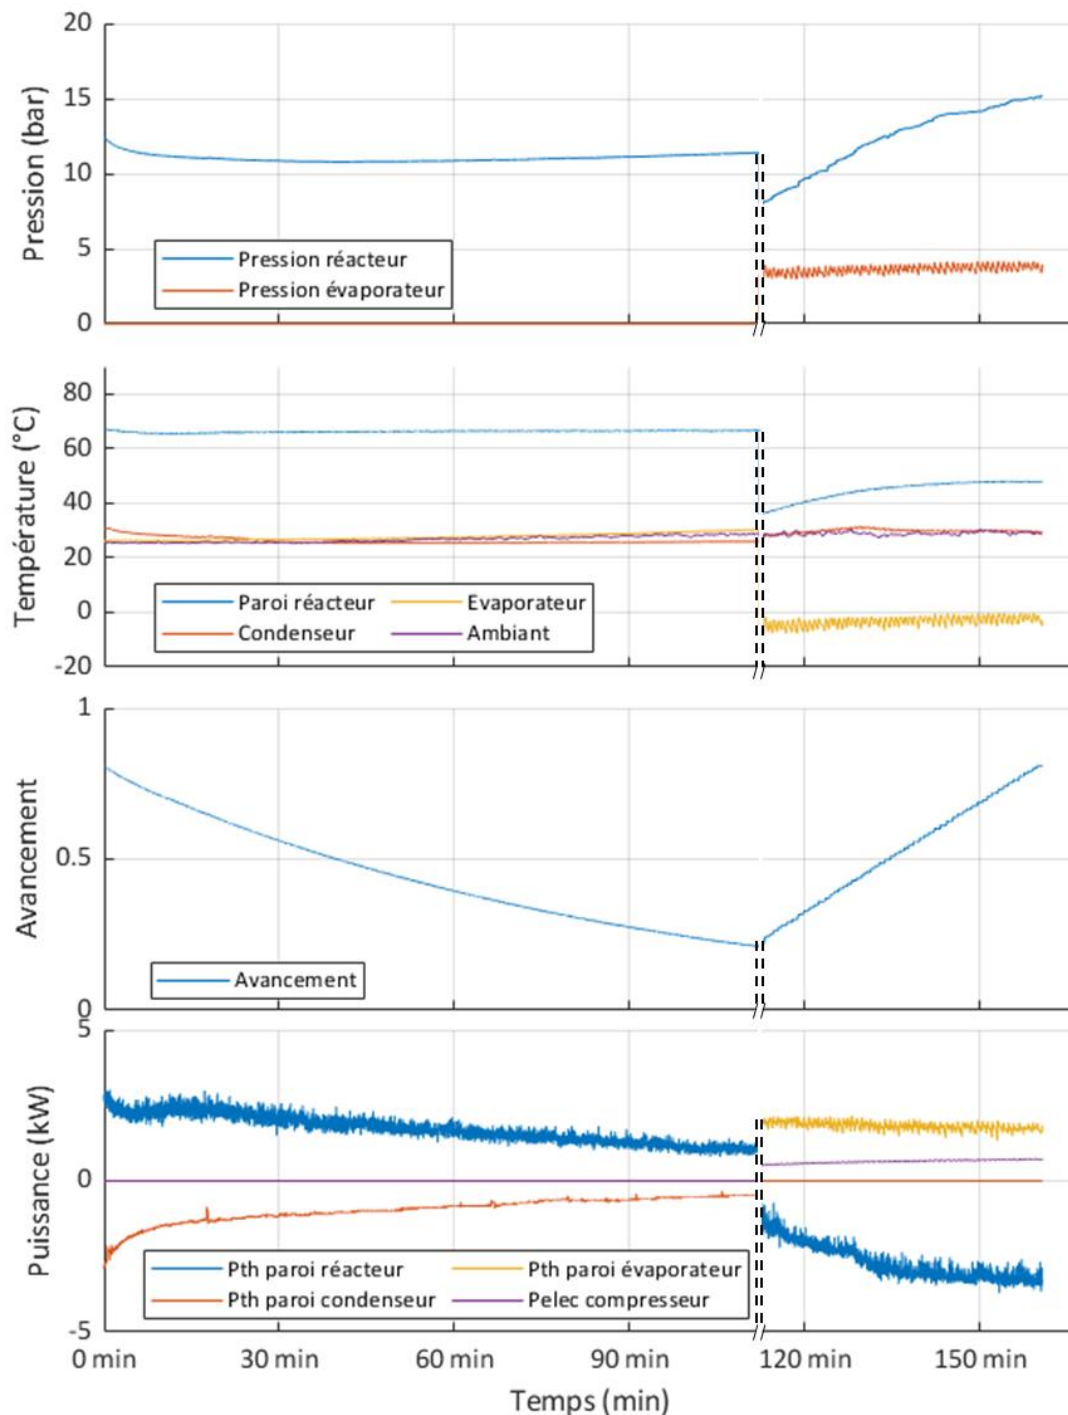 20
15
10
5
0
Pression (bar)
Pression réacteur
Pression évaporateur
80
60
40
20
0
-20
Température (°C)
Paroi réacteur
Evaporateur
Condenseur
Ambiant
1
0.5
0
Avancement
Avancement
5
0
-5
Puissance (kW)
Pth paroi réacteur
Pth paroi évaporateur
Pth paroi condenseur
Pelec compresseur
0 min
30 min
60 min
90 min
120 min
150 min
Temps (min)